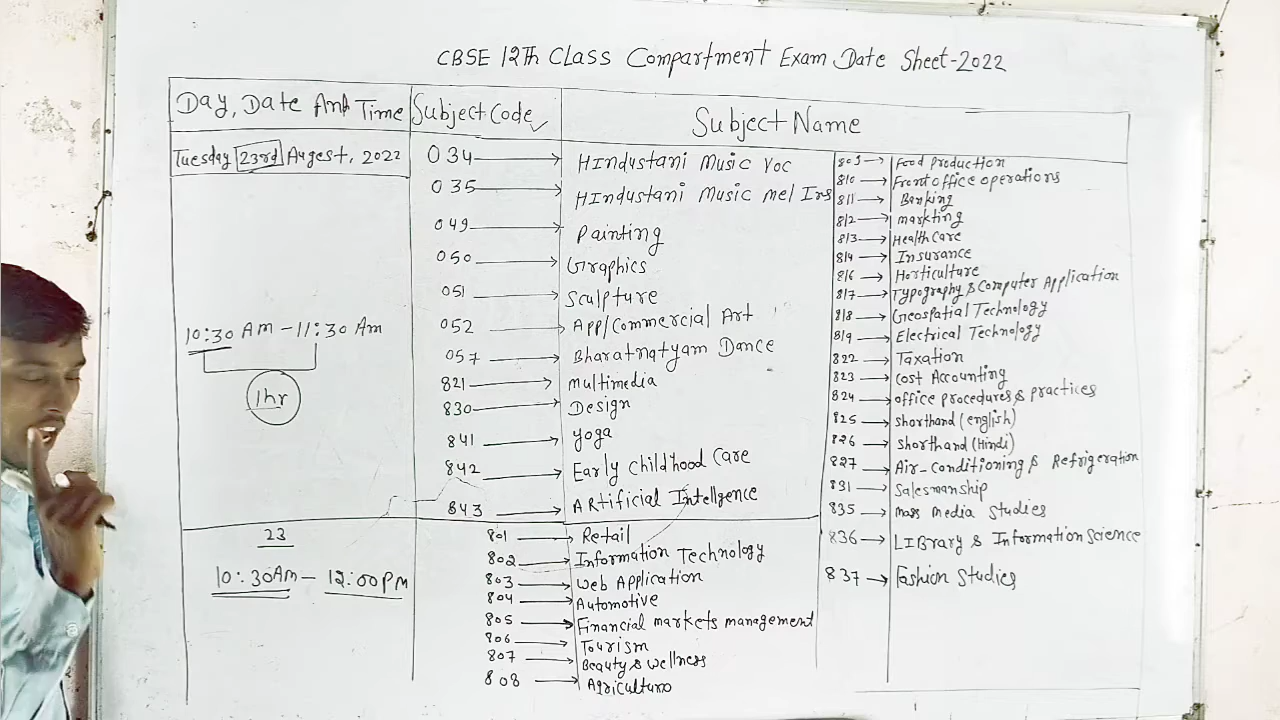 CBSE 12Th Class Compartment Exam Date Sheet-2022
Day, Date And Time
Subject Code
Subject Name
Tuesday 23rd Augest, 2022
10:30 Am - 11:30 Am
1hr
034 → Hindustani Music Voc
035 → Hindustani Music mel Ins
049 → Painting
050 → Graphics
051 → Sculpture
052 → App/Commercial Art
057 → Bharatnatyam Dance
821 → multimedia
830 → Design
841 → yoga
842 → Early childhood Care
843 → Artificial Intellgence
23
10:30Am - 12:00PM
801 → Retail
802 → Information Technology
803 → Web Application
804 → Automotive
805 → Financial markets management
806 → Tourism
807 → Beauty & wellness
808 → Agriculture
809 → Food Production
810 → Front office operations
811 → Banking
812 → markting
813 → Health Care
814 → Insurance
816 → Horticulture
817 → Typography & Computer Application
818 → Geospatial Technology
819 → Electrical Technology
822 → Taxation
823 → Cost Accounting
824 → office procedures & practices
825 → Shorthand (english)
826 → Shorthand (Hindi)
827 → Air-conditioning & Refrigeration
831 → Salesmanship
835 → mass media Studies
836 → Library & Information Science
837 → Fashion Studies